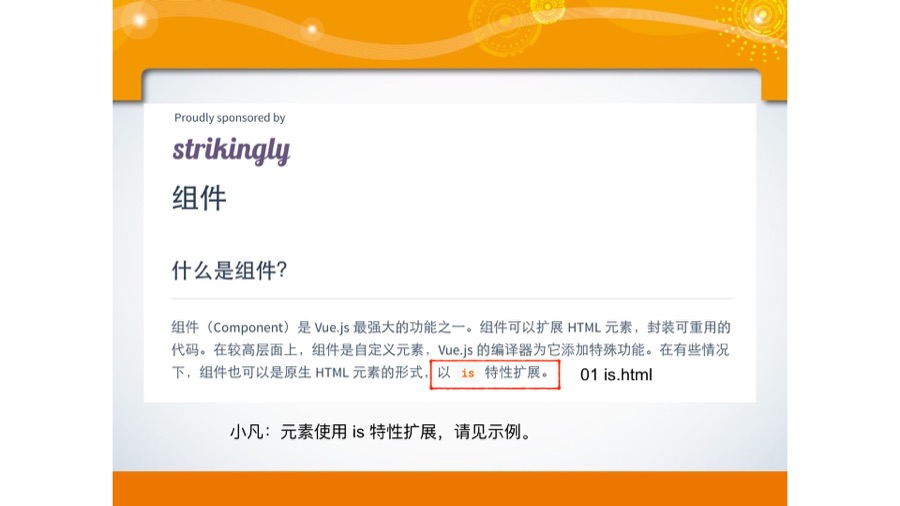 Proudly sponsored by
strikingly
组件
什么是组件？
组件（Component）是 Vue.js 最强大的功能之一。组件可以扩展 HTML 元素，封装可重用的
代码。在较高层面上，组件是自定义元素，Vue.js 的编译器为它添加特殊功能。在有些情况
下，组件也可以是原生 HTML 元素的形式，以 is 特性扩展。 01 is.html
小凡：元素使用 is 特性扩展，请见示例。